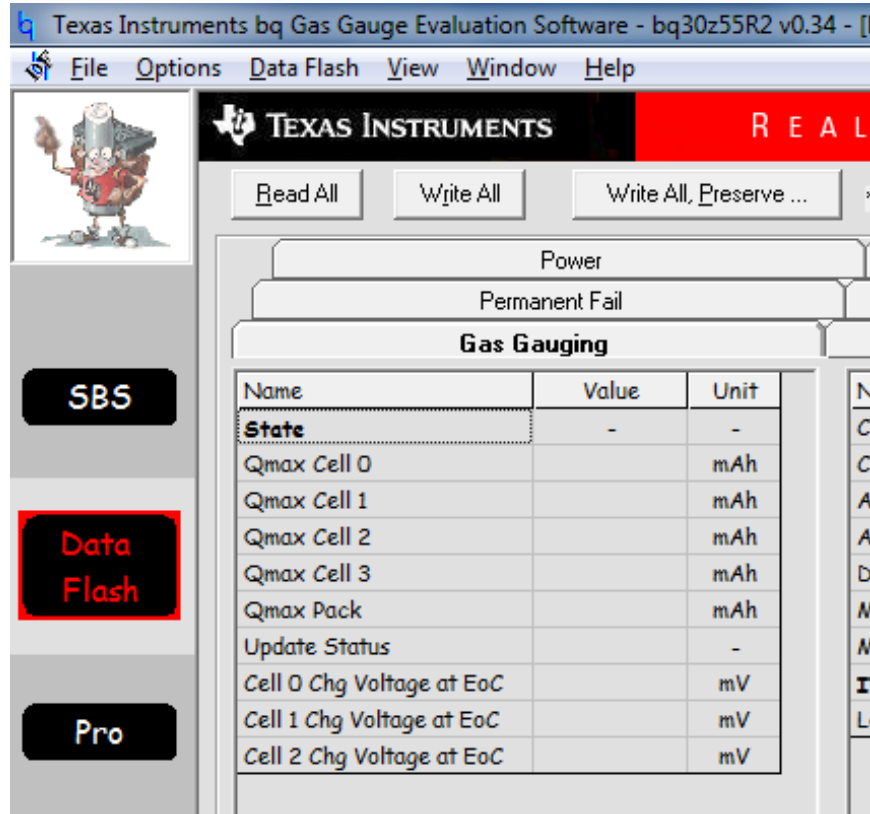 Texas Instruments bq Gas Gauge Evaluation Software - bq30z55R2 v0.34 - [
File Options Data Flash View Window Help
TEXAS INSTRUMENTS REAL
Read All Write All Write All, Preserve ...
Power
Permanent Fail
Gas Gauging
SBS
Data
Flash
Pro
Name Value Unit
State - -
Qmax Cell 0 mAh
Qmax Cell 1 mAh
Qmax Cell 2 mAh
Qmax Cell 3 mAh
Qmax Pack mAh
Update Status -
Cell 0 Chg Voltage at EoC mV
Cell 1 Chg Voltage at EoC mV
Cell 2 Chg Voltage at EoC mV